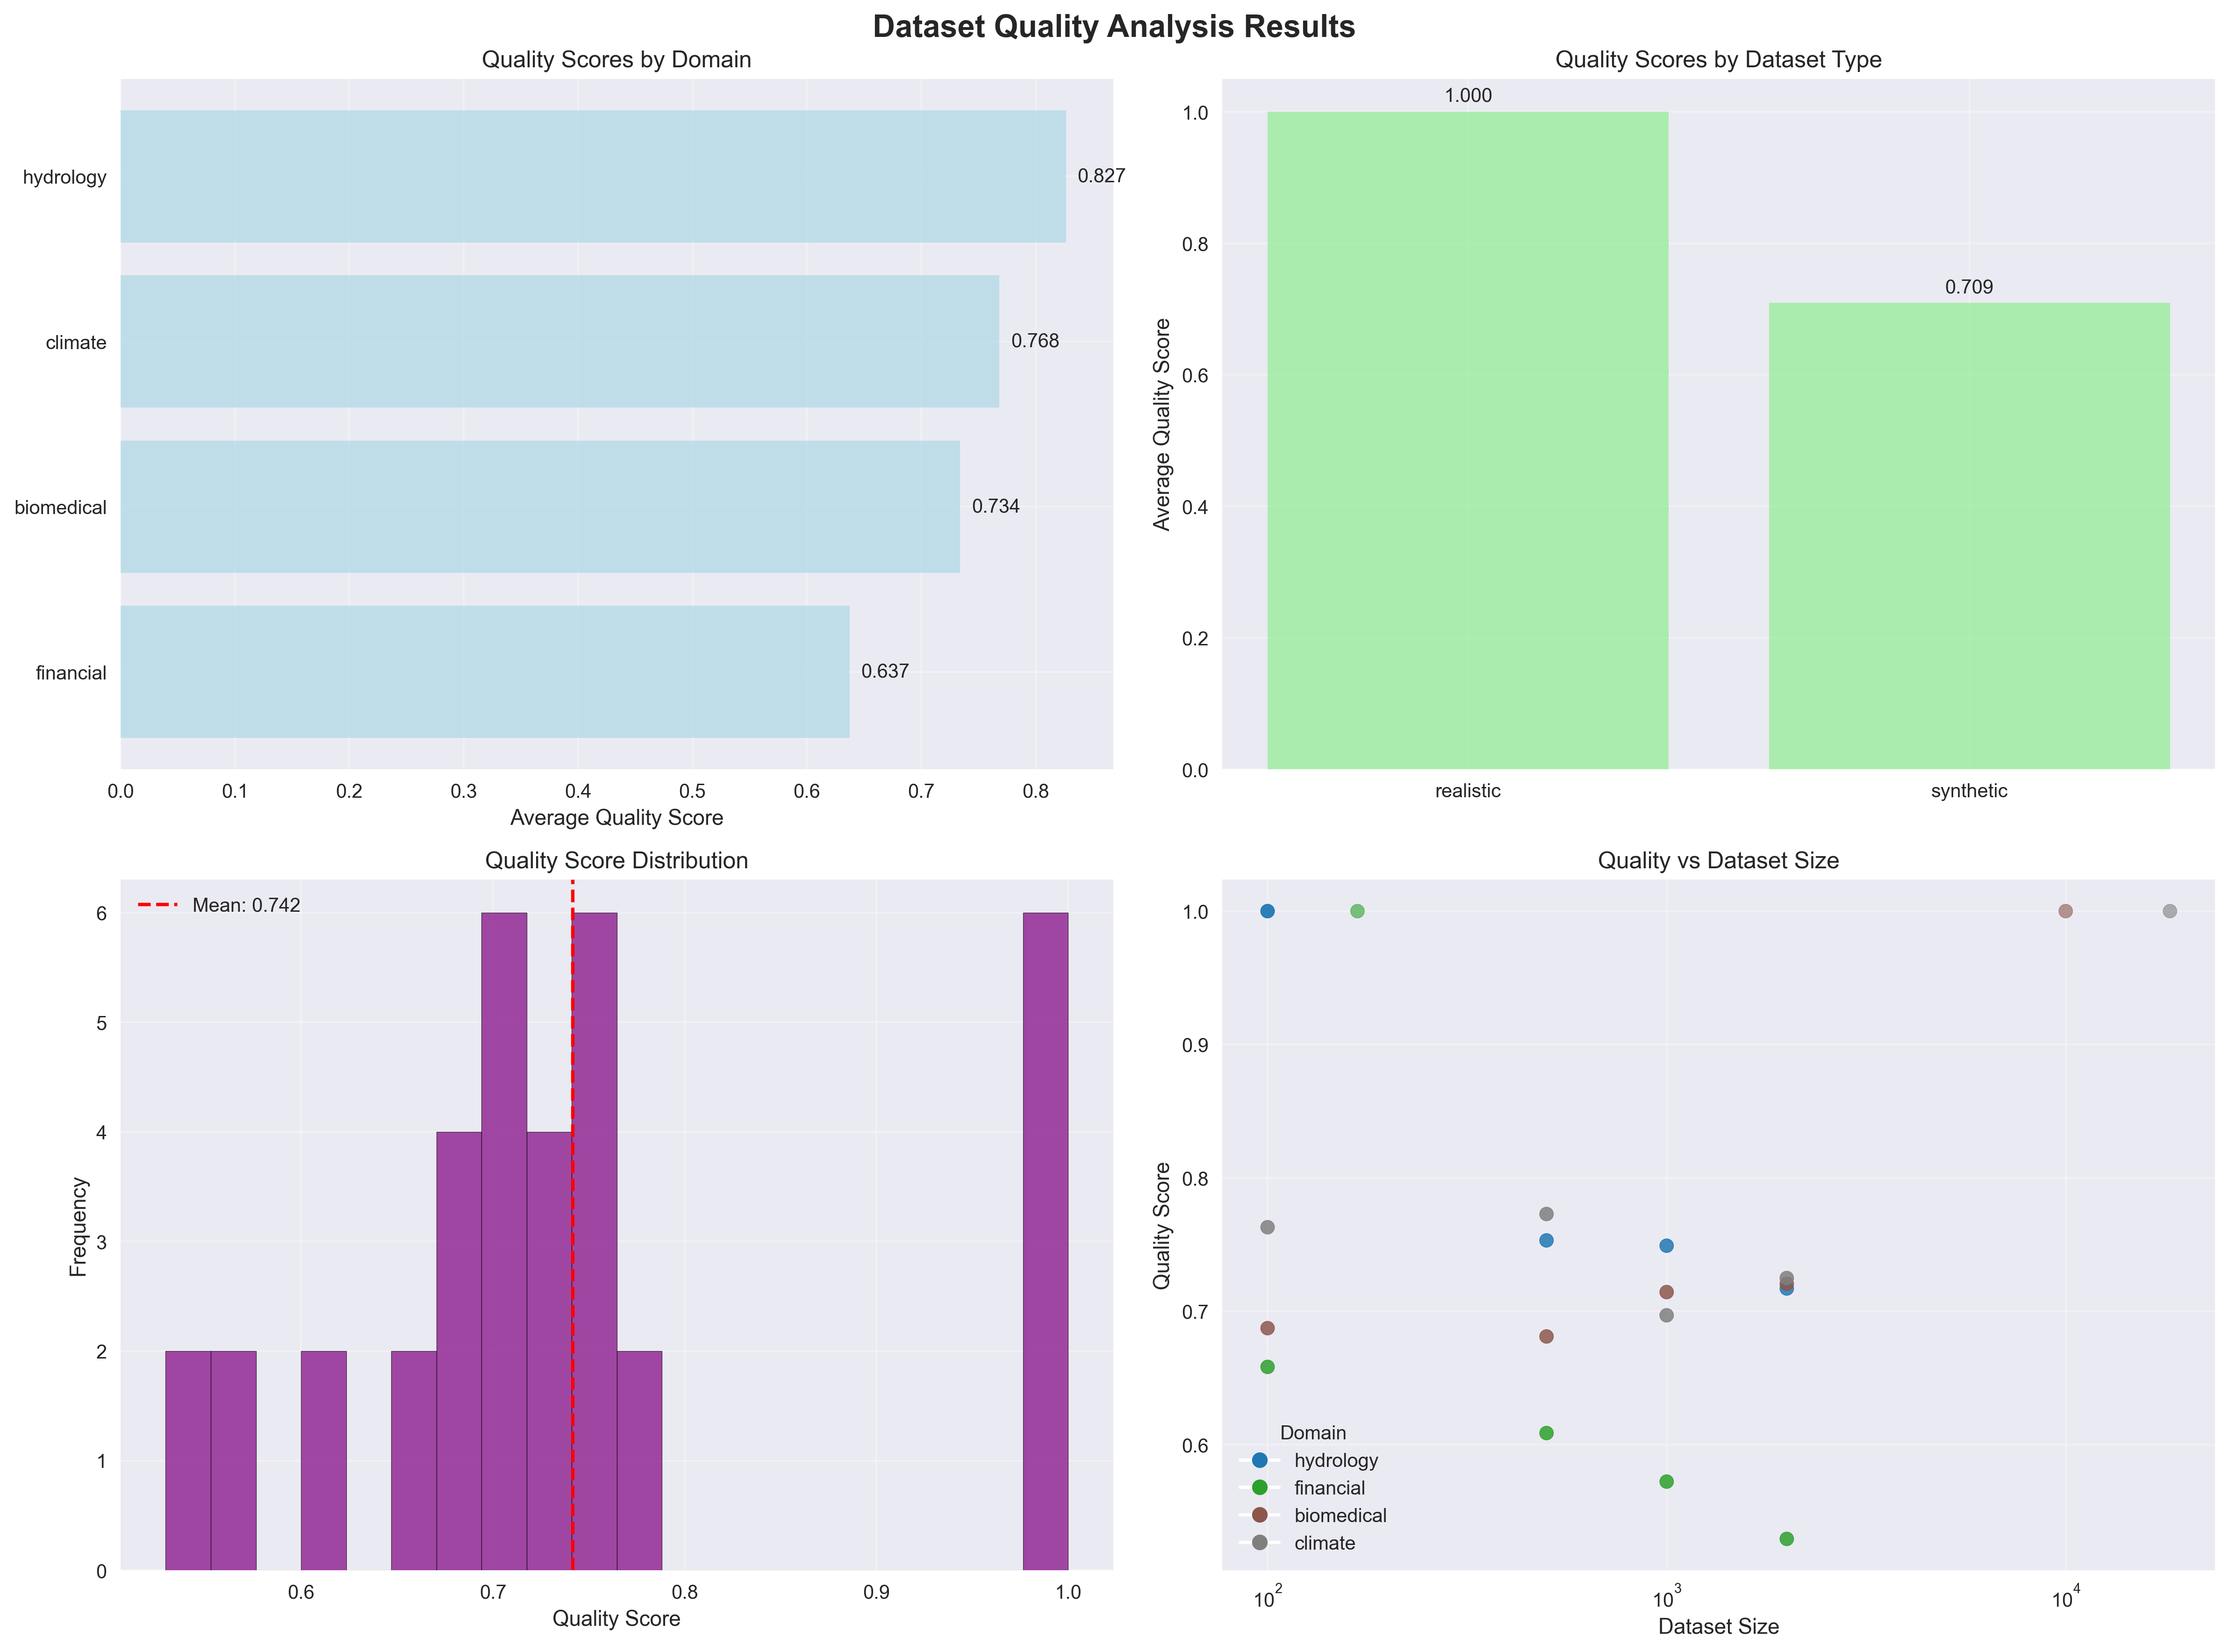 Dataset Quality Analysis Results
Quality Scores by Domain
hydrology
0.827
climate
0.768
biomedical
0.734
financial
0.637
0.0 0.1 0.2 0.3 0.4 0.5 0.6 0.7 0.8
Average Quality Score
Quality Scores by Dataset Type
Average Quality Score
1.0
0.8
0.6
0.4
0.2
0.0
1.000
0.709
realistic synthetic
Quality Score Distribution
Mean: 0.742
Frequency
6
5
4
3
2
1
0
0.6 0.7 0.8 0.9 1.0
Quality Score
Quality vs Dataset Size
Quality Score
1.0
0.9
0.8
0.7
0.6
Domain
hydrology
financial
biomedical
climate
10² 10³ 10⁴
Dataset Size